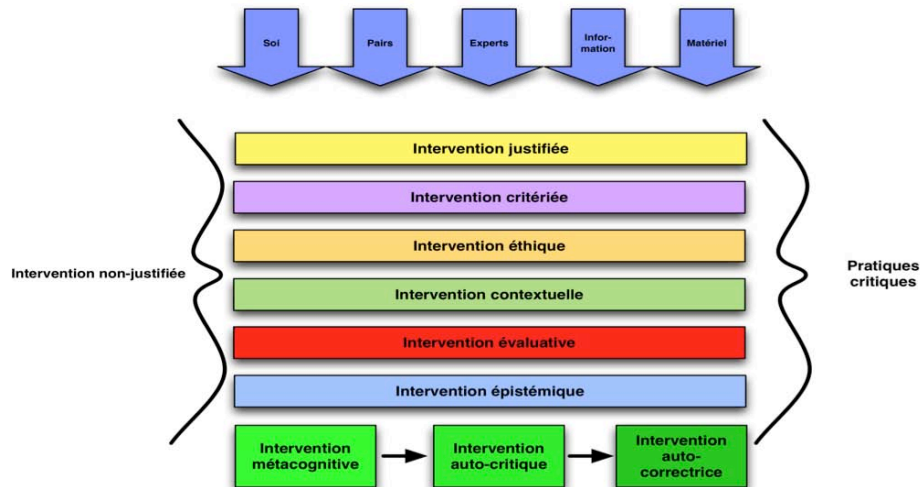 Soi
Pairs
Experts
Infor-
mation
Matériel
Intervention justifiée
Intervention critériée
Intervention éthique
Intervention contextuelle
Intervention évaluative
Intervention épistémique
Intervention non-justifiée
Pratiques
critiques
Intervention
métacognitive
Intervention
auto-critique
Intervention
auto-
correctrice